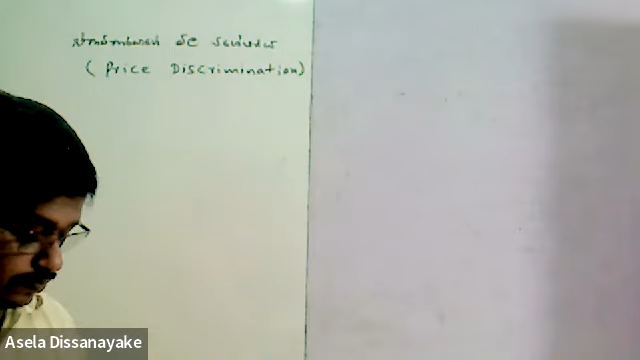 මිල
( Price Discrimination)
Asela Dissanayake